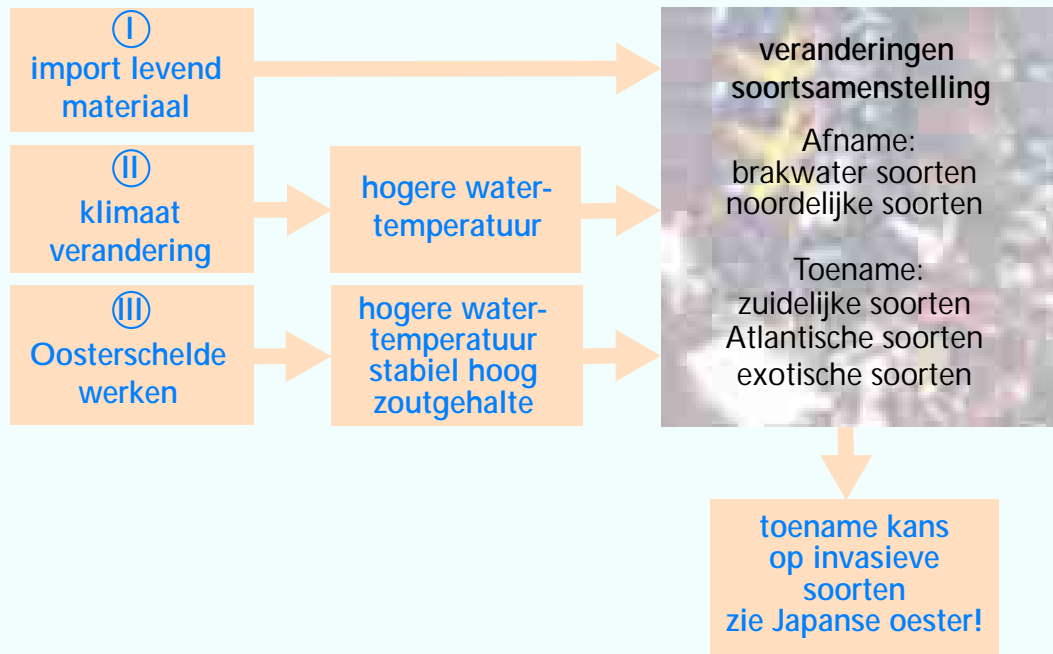 I
import levend
materiaal
II
klimaat
verandering
hogere water-
temperatuur
III
Oosterschelde
werken
hogere water-
temperatuur
stabiel hoog
zoutgehalte
veranderingen
soortsamenstelling
Afname:
brakwater soorten
noordelijke soorten
Toename:
zuidelijke soorten
Atlantische soorten
exotische soorten
toename kans
op invasieve
soorten
zie Japanse oester!